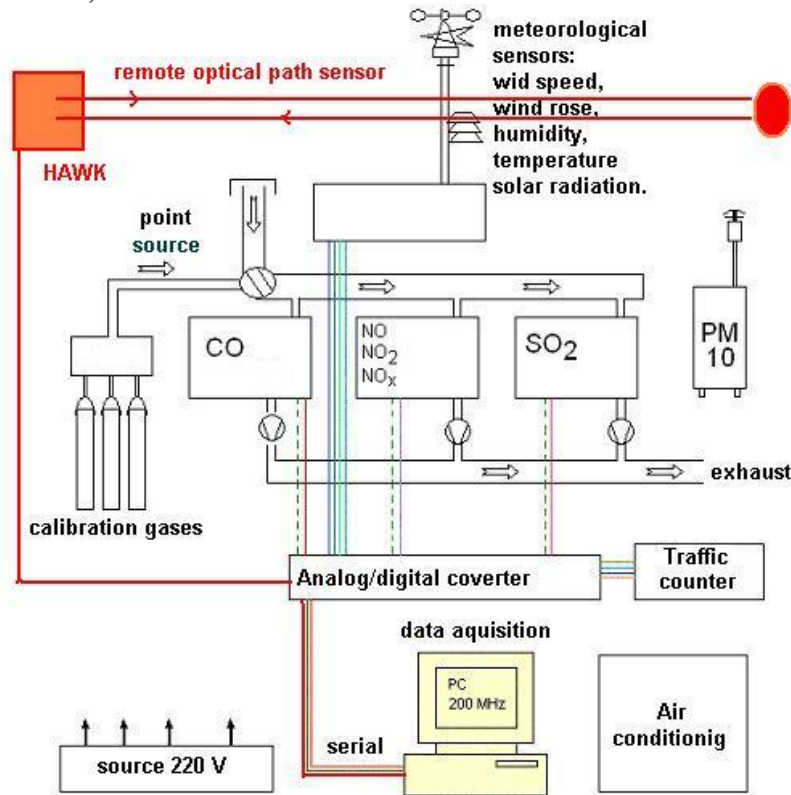 meteorological
sensors:
wid speed,
wind rose,
humidity,
temperature
solar radiation.
remote optical path sensor
HAWK
point
source
CO
NO
NO2
NOx
SO2
PM
10
exhaust
calibration gases
Analog/digital coverter
Traffic
counter
data aquisition
PC
200 MHz
Air
conditionig
serial
source 220 V